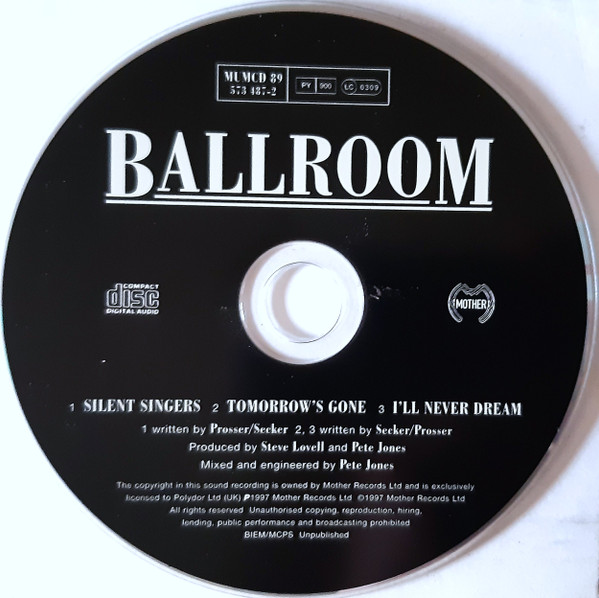 MUMCD 89
573 487-2
PY 900
LC 0309
BALLROOM
COMPACT
disc
DIGITAL AUDIO
MOTHER
1 SILENT SINGERS 2 TOMORROW'S GONE 3 I'LL NEVER DREAM
1 written by Prosser/Secker 2, 3 written by Secker/Prosser
Produced by Steve Lovell and Pete Jones
Mixed and engineered by Pete Jones
The copyright in this sound recording is owned by Mother Records Ltd and is exclusively
licensed to Polydor Ltd (UK) ℗1997 Mother Records Ltd ©1997 Mother Records Ltd
All rights reserved Unauthorised copying, reproduction, hiring,
lending, public performance and broadcasting prohibited
BIEM/MCPS Unpublished